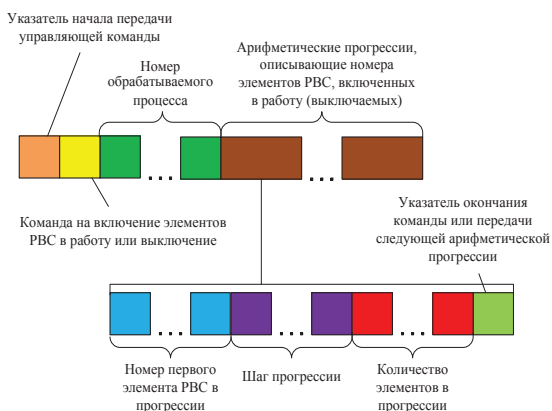 Указатель начала передачи
управляющей команды
Номер
обрабатываемого
процесса
Арифметические прогрессии,
описывающие номера
элементов РВС, включенных
в работу (выключаемых)
...
...
Команда на включение элементов
РВС в работу или выключение
Указатель окончания
команды или передачи
следующей арифметической
прогрессии
...
...
...
Номер первого
элемента РВС в
прогрессии
Шаг прогрессии
Количество
элементов в
прогрессии